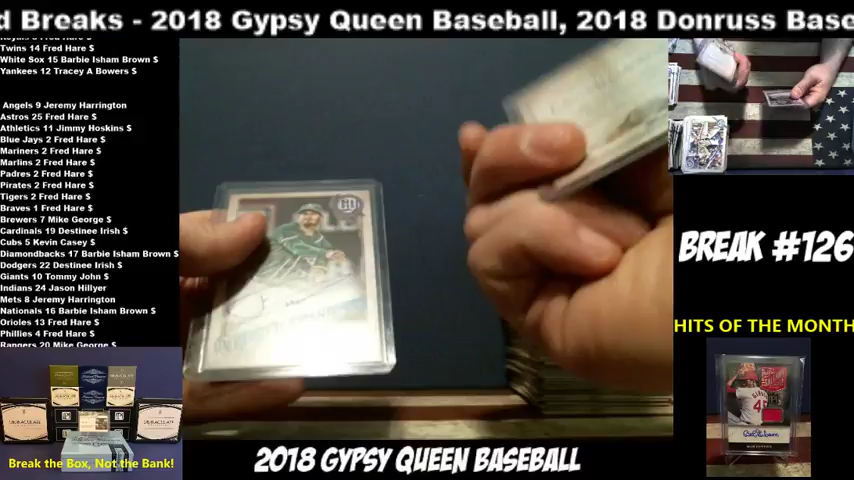 d Breaks - 2018 Gypsy Queen Baseball, 2018 Donruss Base
Twins 14 Fred Hare $
White Sox 15 Barbie Isham Brown $
Yankees 12 Tracey A Bowers $
Angels 9 Jeremy Harrington
Astros 25 Fred Hare $
Athletics 11 Jimmy Hoskins $
Blue Jays 2 Fred Hare $
Mariners 2 Fred Hare $
Marlins 2 Fred Hare $
Padres 2 Fred Hare $
Pirates 2 Fred Hare $
Tigers 2 Fred Hare $
Braves 1 Fred Hare $
Brewers 7 Mike George $
Cardinals 19 Destinee Irish $
Cubs 5 Kevin Casey $
Diamondbacks 17 Barbie Isham Brown $
Dodgers 22 Destinee Irish $
Giants 10 Tommy John $
Indians 24 Jason Hillyer
Mets 8 Jeremy Harrington
Nationals 16 Barbie Isham Brown $
Orioles 13 Fred Hare $
Phillies 4 Fred Hare $
Rangers 20 Mike George $
GQ
BREAK #126
HITS OF THE MONTH
Break the Box, Not the Bank!
2018 GYPSY QUEEN BASEBALL